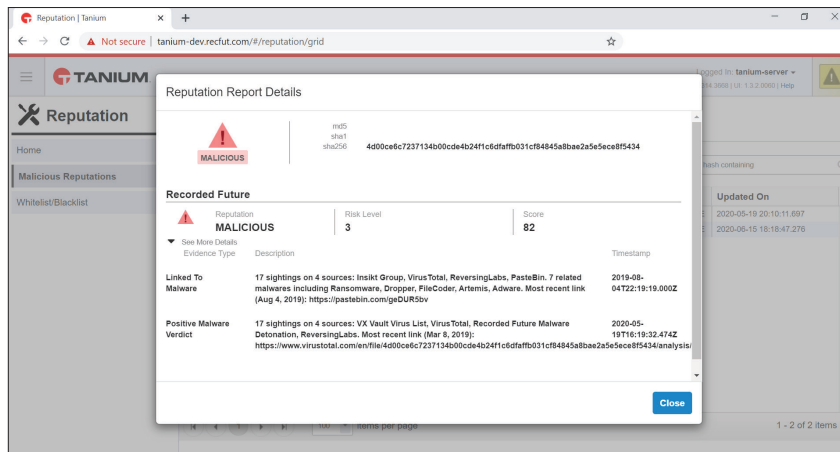 Reputation | Tanium
Not secure | tanium-dev.recfut.com/#/reputation/grid
TANIUM
Logged In: tanium-server
Help
Reputation
Home
Malicious Reputations
Whitelist/Blacklist
hash containing
Updated On
2020-05-19 20:10:11.697
2020-06-15 18:18:47.276
Reputation Report Details
MALICIOUS
md5
sha1
sha256 4d00ce6c7237134b00cde4b24f1c6dfaffb031cf84845a8bae2a5e5ece8f5434
Recorded Future
Reputation Risk Level Score
MALICIOUS 3 82
See More Details
Evidence Type Description Timestamp
Linked To 17 sightings on 4 sources: Insikt Group, VirusTotal, ReversingLabs, PasteBin. 7 related 2019-08-
Malware malwares including Ransomware, Dropper, FileCoder, Artemis, Adware. Most recent link 04T22:19:19.000Z
(Aug 4, 2019): https://pastebin.com/geDUR5bv
Positive Malware 17 sightings on 4 sources: VX Vault Virus List, VirusTotal, Recorded Future Malware 2020-05-
Verdict Detonation, ReversingLabs. Most recent link (Mar 8, 2019): 19T16:19:32.474Z
https://www.virustotal.com/en/file/4d00ce6c7237134b00cde4b24f1c6dfaffb031cf84845a8bae2a5e5ece8f5434/analysis/
Close
1 100 items per page 1 - 2 of 2 items